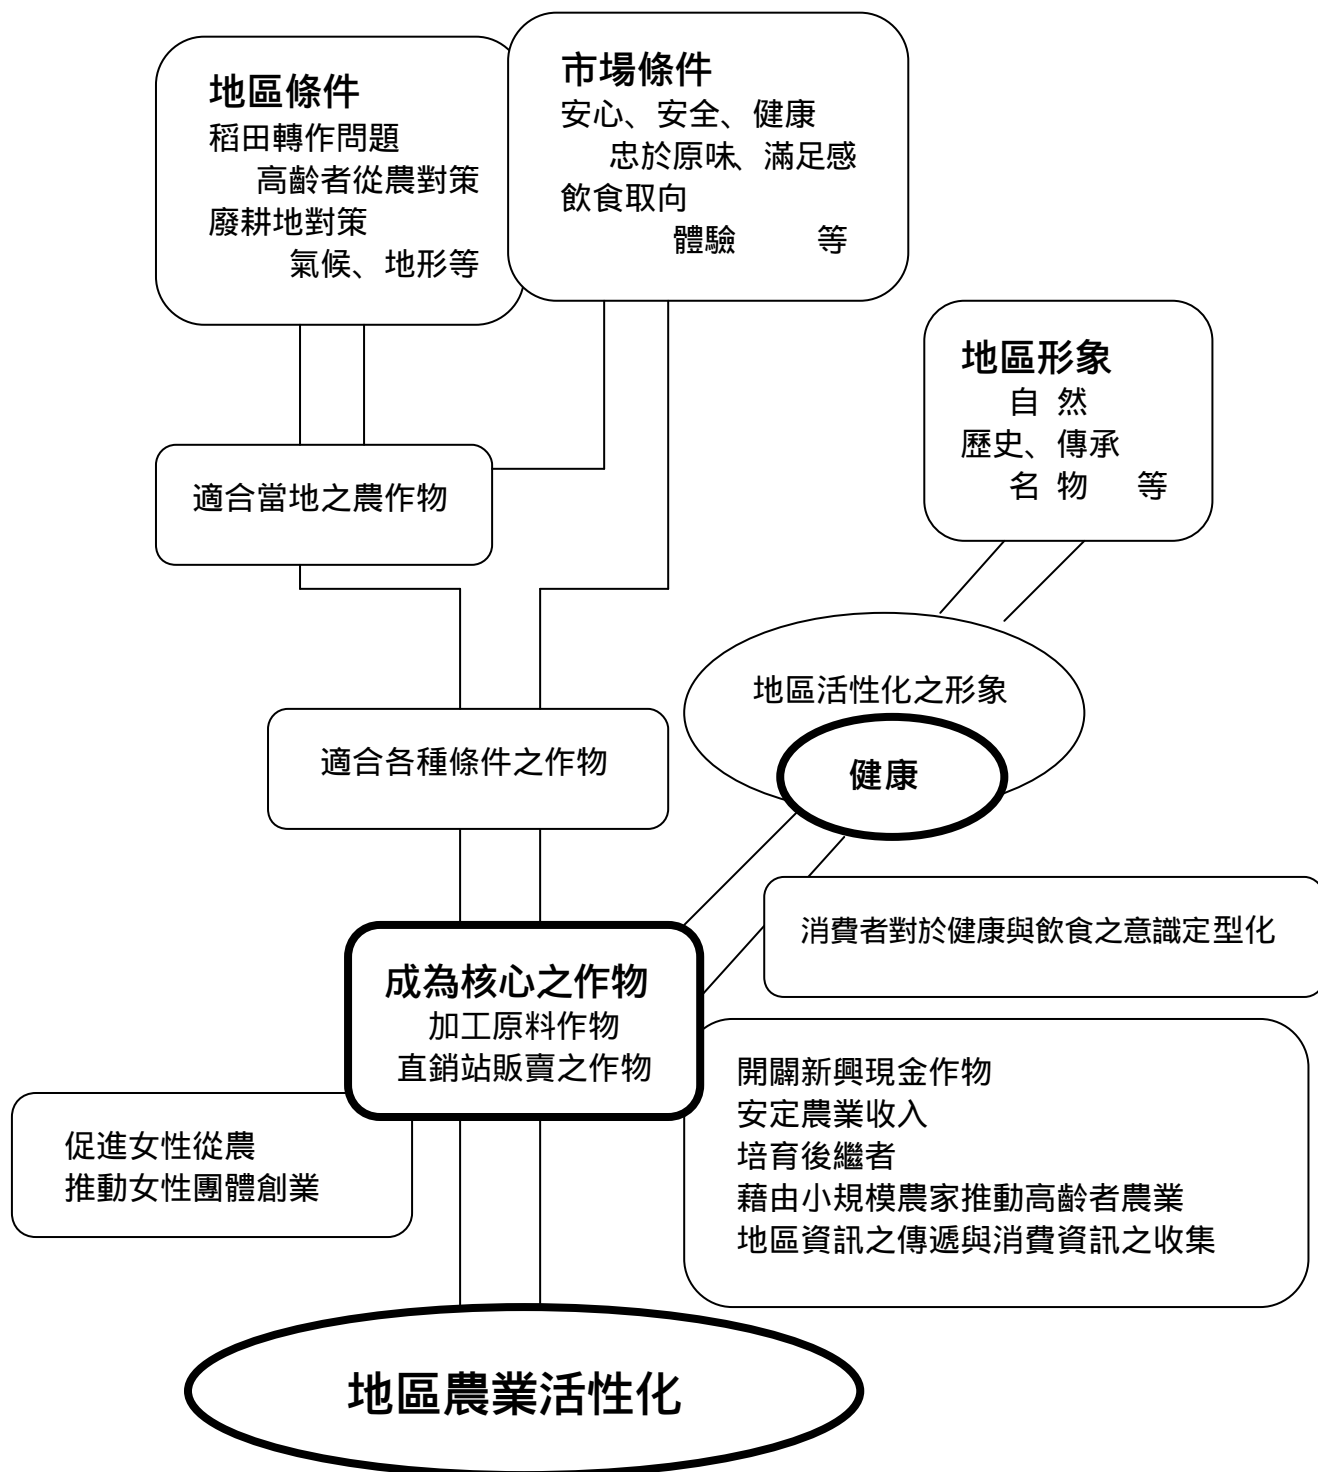 地區條件
稻田轉作問題
高齡者從農對策
廢耕地對策
氣候、地形等
市場條件
安心、安全、健康
忠於原味、滿足感
飲食取向
體驗 等
地區形象
自 然
歷史、傳承
名 物 等
適合當地之農作物
地區活性化之形象
健康
適合各種條件之作物
消費者對於健康與飲食之意識定型化
成為核心之作物
加工原料作物
直銷站販賣之作物
開闢新興現金作物
安定農業收入
培育後繼者
藉由小規模農家推動高齡者農業
地區資訊之傳遞與消費資訊之收集
促進女性從農
推動女性團體創業
地區農業活性化